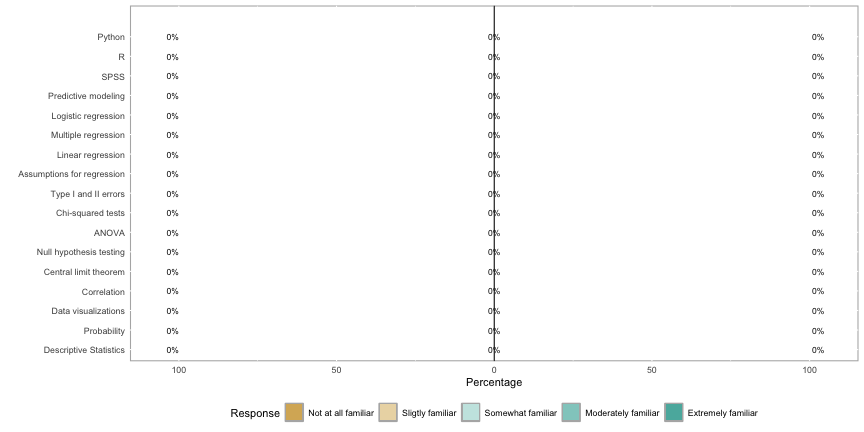 Python 0% 0% 0%
R 0% 0% 0%
SPSS 0% 0% 0%
Predictive modeling 0% 0% 0%
Logistic regression 0% 0% 0%
Multiple regression 0% 0% 0%
Linear regression 0% 0% 0%
Assumptions for regression 0% 0% 0%
Type I and II errors 0% 0% 0%
Chi-squared tests 0% 0% 0%
ANOVA 0% 0% 0%
Null hypothesis testing 0% 0% 0%
Central limit theorem 0% 0% 0%
Correlation 0% 0% 0%
Data visualizations 0% 0% 0%
Probability 0% 0% 0%
Descriptive Statistics 0% 0% 0%
100 50 0 50 100
Percentage
Response Not at all familiar Sligtly familiar Somewhat familiar Moderately familiar Extremely familiar